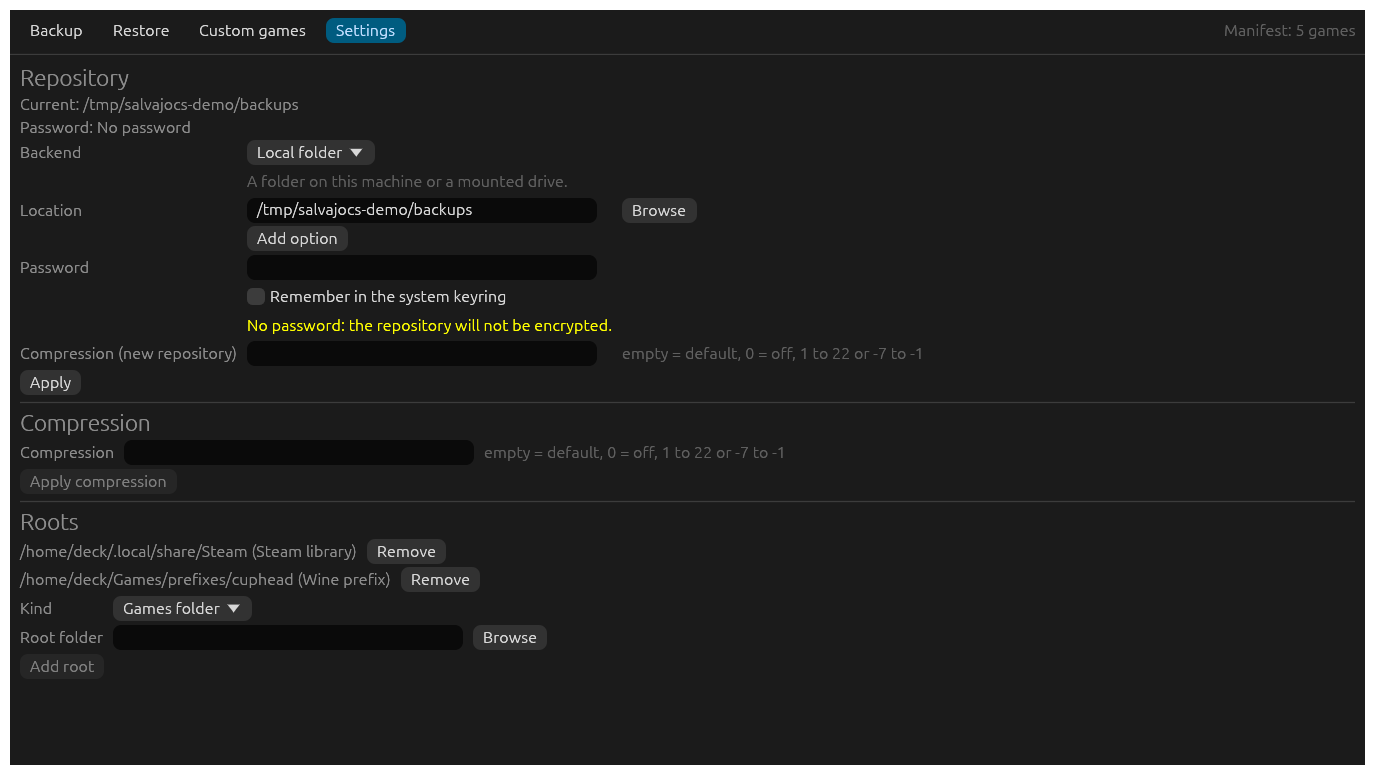 Backup Restore Custom games Settings Manifest: 5 games
Repository
Current: /tmp/salvajocs-demo/backups
Password: No password
Backend Local folder
A folder on this machine or a mounted drive.
Location /tmp/salvajocs-demo/backups Browse
Add option
Password
Remember in the system keyring
No password: the repository will not be encrypted.
Compression (new repository) empty = default, 0 = off, 1 to 22 or -7 to -1
Apply
Compression
Compression empty = default, 0 = off, 1 to 22 or -7 to -1
Apply compression
Roots
/home/deck/.local/share/Steam (Steam library) Remove
/home/deck/Games/prefixes/cuphead (Wine prefix) Remove
Kind Games folder
Root folder Browse
Add root